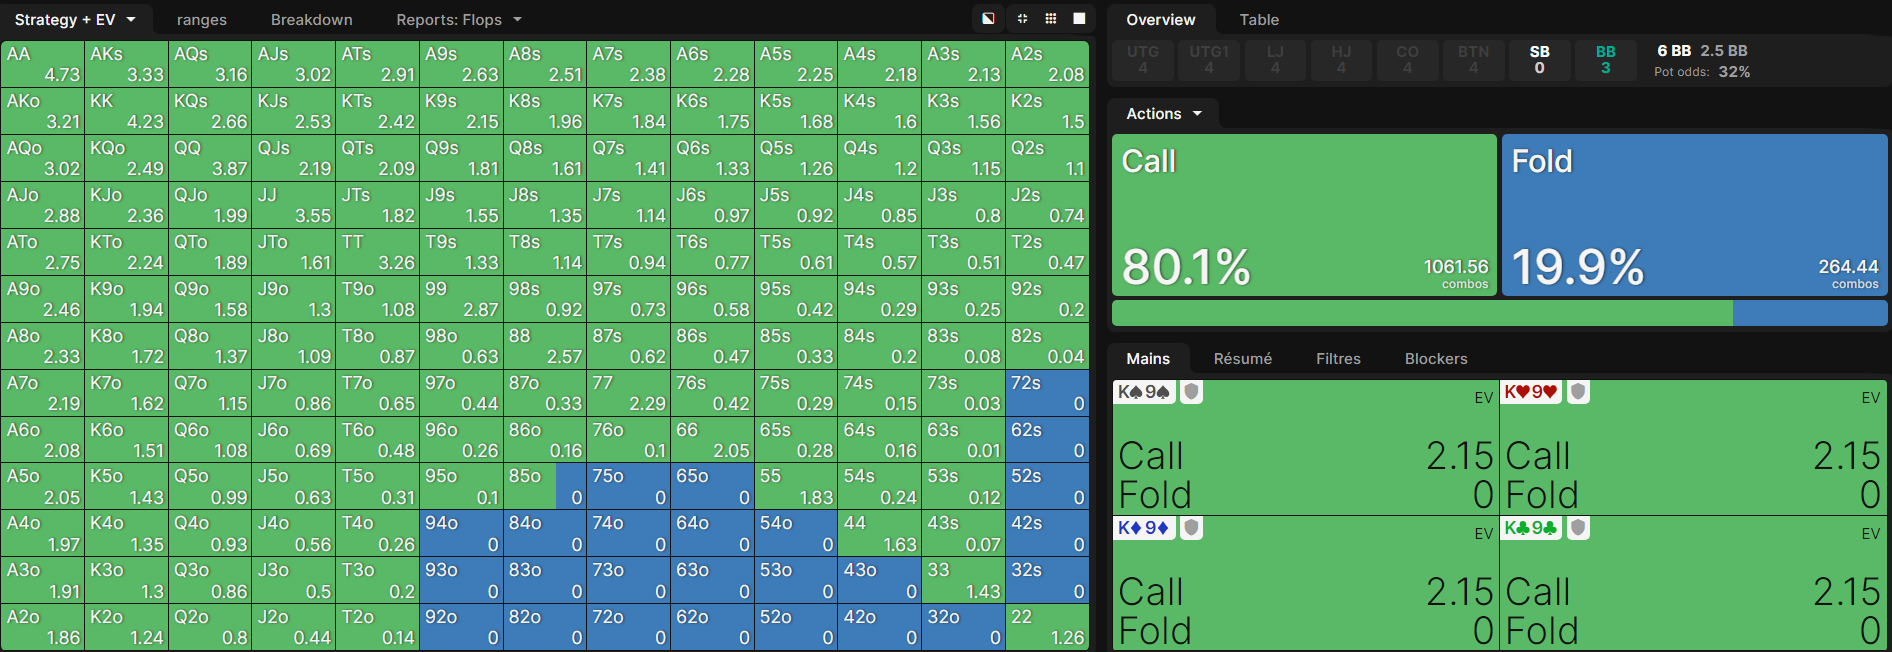 Strategy + EV ranges Breakdown Reports: Flops
AA AKs AQs AJs ATs A9s A8s A7s A6s A5s A4s A3s A2s
4.73 3.33 3.16 3.02 2.91 2.63 2.51 2.38 2.28 2.25 2.18 2.13 2.08
AKo KK KQs KJs KTs K9s K8s K7s K6s K5s K4s K3s K2s
3.21 4.23 2.66 2.53 2.42 2.15 1.96 1.84 1.75 1.68 1.6 1.56 1.5
AQo KQo QQ QJs QTs Q9s Q8s Q7s Q6s Q5s Q4s Q3s Q2s
3.02 2.49 3.87 2.19 2.09 1.81 1.61 1.41 1.33 1.26 1.2 1.15 1.1
AJo KJo QJo JJ JTs J9s J8s J7s J6s J5s J4s J3s J2s
2.88 2.36 1.99 3.55 1.82 1.55 1.35 1.14 0.97 0.92 0.85 0.8 0.74
ATo KTo QTo JTo TT T9s T8s T7s T6s T5s T4s T3s T2s
2.75 2.24 1.89 1.61 3.26 1.33 1.14 0.94 0.77 0.61 0.57 0.51 0.47
A9o K9o Q9o J9o T9o 99 98s 97s 96s 95s 94s 93s 92s
2.46 1.94 1.58 1.3 1.08 2.87 0.92 0.73 0.58 0.42 0.29 0.25 0.2
A8o K8o Q8o J8o T8o 98o 88 87s 86s 85s 84s 83s 82s
2.33 1.72 1.37 1.09 0.87 0.63 2.57 0.62 0.47 0.33 0.2 0.08 0.04
A7o K7o Q7o J7o T7o 97o 87o 77 76s 75s 74s 73s 72s
2.19 1.62 1.15 0.86 0.65 0.44 0.33 2.29 0.42 0.29 0.15 0.03 0
A6o K6o Q6o J6o T6o 96o 86o 76o 66 65s 64s 63s 62s
2.08 1.51 1.08 0.69 0.48 0.26 0.16 0.1 2.05 0.28 0.16 0.01 0
A5o K5o Q5o J5o T5o 95o 85o 75o 65o 55 54s 53s 52s
2.05 1.43 0.99 0.63 0.31 0.1 0 0 0 1.83 0.24 0.12 0
A4o K4o Q4o J4o T4o 94o 84o 74o 64o 54o 44 43s 42s
1.97 1.35 0.93 0.56 0.26 0 0 0 0 0 1.63 0.07 0
A3o K3o Q3o J3o T3o 93o 83o 73o 63o 53o 43o 33 32s
1.91 1.3 0.86 0.5 0.2 0 0 0 0 0 0 1.43 0
A2o K2o Q2o J2o T2o 92o 82o 72o 62o 52o 42o 32o 22
1.86 1.24 0.8 0.44 0.14 0 0 0 0 0 0 0 1.26
Overview Table
UTG UTG1 LJ HJ CO BTN SB BB 6 BB 2.5 BB
4 4 4 4 4 4 0 3 Pot odds: 32%
Actions
Call Fold
80.1% 1061.56 combos 19.9% 264.44 combos
Mains Résumé Filtres Blockers
K♠9♠ EV K♥9♥ EV
Call 2.15 Call 2.15
Fold 0 Fold 0
K♦9♦ EV K♣9♣ EV
Call 2.15 Call 2.15
Fold 0 Fold 0